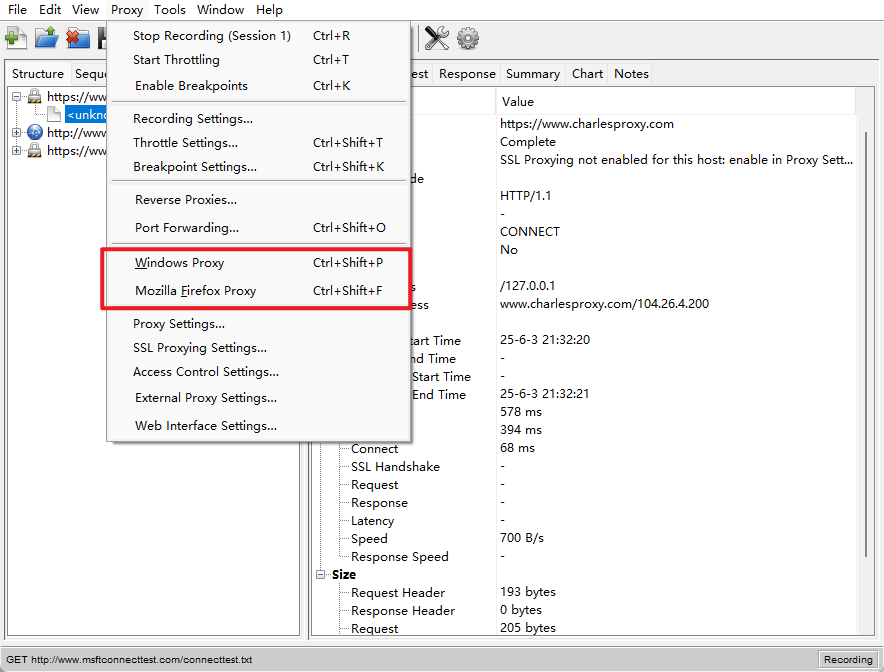 File Edit View Proxy Tools Window Help
Stop Recording (Session 1) Ctrl+R
Start Throttling Ctrl+T
Enable Breakpoints Ctrl+K
Recording Settings...
Throttle Settings... Ctrl+Shift+T
Breakpoint Settings... Ctrl+Shift+K
Reverse Proxies...
Port Forwarding... Ctrl+Shift+O
Windows Proxy Ctrl+Shift+P
Mozilla Firefox Proxy Ctrl+Shift+F
Proxy Settings...
SSL Proxying Settings...
Access Control Settings...
External Proxy Settings...
Web Interface Settings...
Structure Seque
https://ww
<unkno
http://ww
https://ww
est Response Summary Chart Notes
Value
https://www.charlesproxy.com
Complete
SSL Proxying not enabled for this host: enable in Proxy Sett...
de
HTTP/1.1
-
CONNECT
No
s /127.0.0.1
ess www.charlesproxy.com/104.26.4.200
tart Time 25-6-3 21:32:20
nd Time -
Start Time -
End Time 25-6-3 21:32:21
578 ms
394 ms
Connect 68 ms
SSL Handshake -
Request -
Response -
Latency -
Speed 700 B/s
Response Speed -
Size
Request Header 193 bytes
Response Header 0 bytes
Request 205 bytes
GET http://www.msftconnecttest.com/connecttest.txt Recording